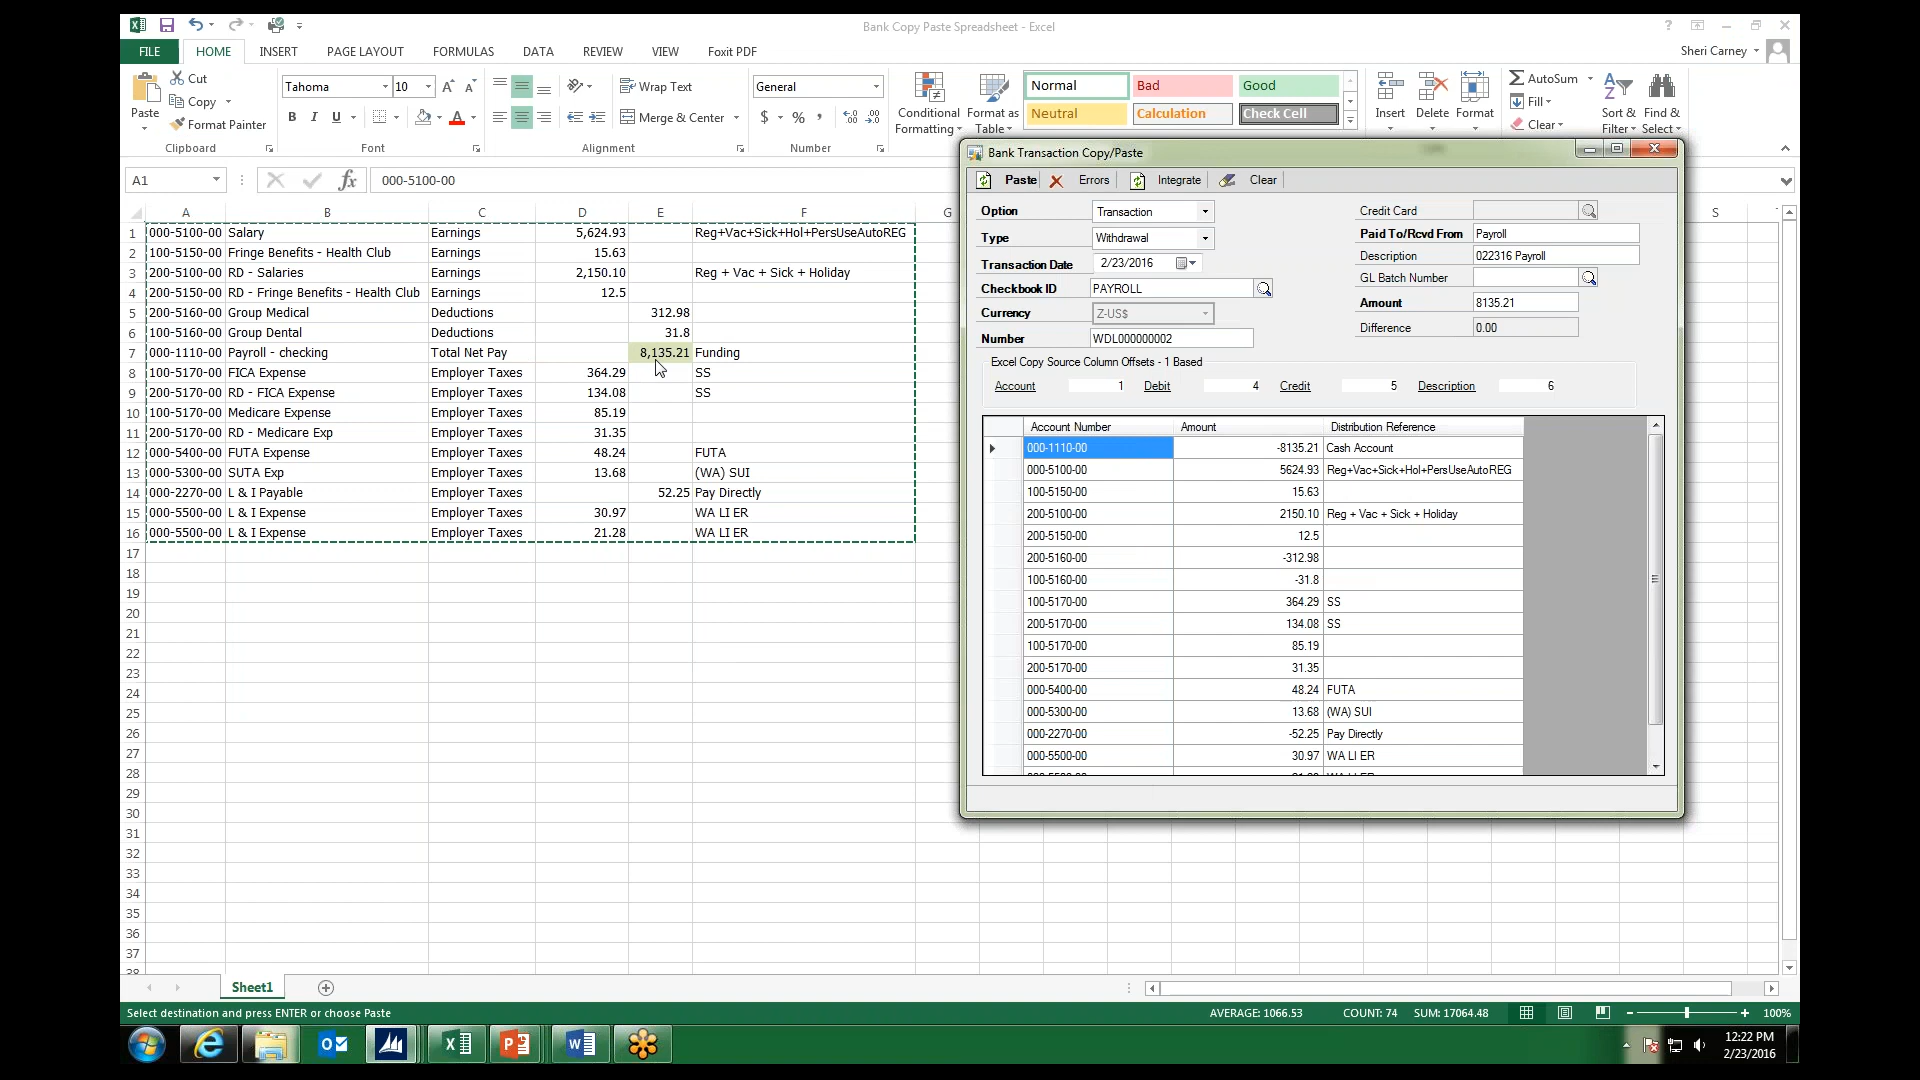 Bank Copy Paste Spreadsheet - Excel
FILE HOME INSERT PAGE LAYOUT FORMULAS DATA REVIEW VIEW Foxit PDF Sheri Carney
Paste Cut Copy Format Painter Clipboard
Tahoma 10 B I U Font
Wrap Text Merge & Center Alignment
General $ % , Number
Conditional Formatting Format as Table
Normal Bad Good
Neutral Calculation Check Cell
Insert Delete Format
AutoSum Fill Clear Sort & Filter Find & Select
A1 fx 000-5100-00
A B C D E F G S
1 000-5100-00 Salary Earnings 5,624.93 Reg+Vac+Sick+Hol+PersUseAutoREG
2 100-5150-00 Fringe Benefits - Health Club Earnings 15.63
3 200-5100-00 RD - Salaries Earnings 2,150.10 Reg + Vac + Sick + Holiday
4 200-5150-00 RD - Fringe Benefits - Health Club Earnings 12.5
5 200-5160-00 Group Medical Deductions 312.98
6 100-5160-00 Group Dental Deductions 31.8
7 000-1110-00 Payroll - checking Total Net Pay 8,135.21 Funding
8 100-5170-00 FICA Expense Employer Taxes 364.29 SS
9 200-5170-00 RD - FICA Expense Employer Taxes 134.08 SS
10 100-5170-00 Medicare Expense Employer Taxes 85.19
11 200-5170-00 RD - Medicare Exp Employer Taxes 31.35
12 000-5400-00 FUTA Expense Employer Taxes 48.24 FUTA
13 000-5300-00 SUTA Exp Employer Taxes 13.68 (WA) SUI
14 000-2270-00 L & I Payable Employer Taxes 52.25 Pay Directly
15 000-5500-00 L & I Expense Employer Taxes 30.97 WA LI ER
16 000-5500-00 L & I Expense Employer Taxes 21.28 WA LI ER
17
18
19
20
21
22
23
24
25
26
27
28
29
30
31
32
33
34
35
36
37
38
Bank Transaction Copy/Paste
Paste Errors Integrate Clear
Option Transaction Credit Card
Type Withdrawal Paid To/Rcvd From Payroll
Transaction Date 2/23/2016 Description 022316 Payroll
Checkbook ID PAYROLL GL Batch Number
Currency Z-US$ Amount 8135.21
Number WDL000000002 Difference 0.00
Excel Copy Source Column Offsets - 1 Based
Account 1 Debit 4 Credit 5 Description 6
Account Number Amount Distribution Reference
000-1110-00 -8135.21 Cash Account
000-5100-00 5624.93 Reg+Vac+Sick+Hol+PersUseAutoREG
100-5150-00 15.63
200-5100-00 2150.10 Reg + Vac + Sick + Holiday
200-5150-00 12.5
200-5160-00 -312.98
100-5160-00 -31.8
100-5170-00 364.29 SS
200-5170-00 134.08 SS
100-5170-00 85.19
200-5170-00 31.35
000-5400-00 48.24 FUTA
000-5300-00 13.68 (WA) SUI
000-2270-00 -52.25 Pay Directly
000-5500-00 30.97 WA LI ER
Sheet1
Select destination and press ENTER or choose Paste AVERAGE: 1066.53 COUNT: 74 SUM: 17064.48 100%
12:22 PM
2/23/2016